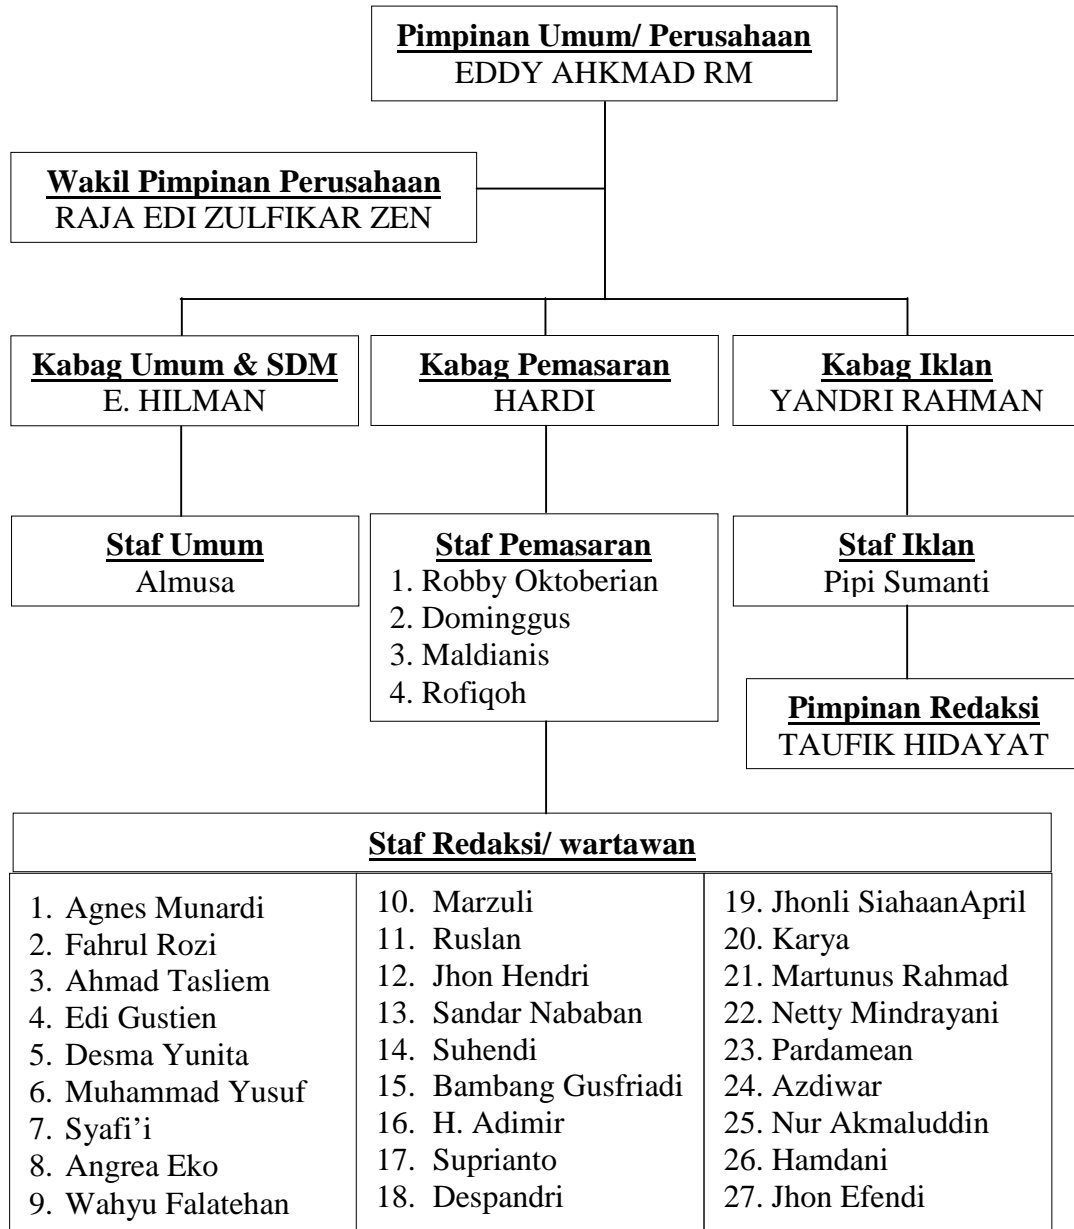 Pimpinan Umum/ Perusahaan
EDDY AHKMAD RM
Wakil Pimpinan Perusahaan
RAJA EDI ZULFIKAR ZEN
Kabag Umum & SDM
E. HILMAN
Kabag Pemasaran
HARDI
Kabag Iklan
YANDRI RAHMAN
Staf Umum
Almusa
Staf Pemasaran
1. Robby Oktoberian
2. Dominggus
3. Maldianis
4. Rofiqoh
Staf Iklan
Pipi Sumanti
Pimpinan Redaksi
TAUFIK HIDAYAT
Staf Redaksi/ wartawan
1. Agnes Munardi
2. Fahrul Rozi
3. Ahmad Tasliem
4. Edi Gustien
5. Desma Yunita
6. Muhammad Yusuf
7. Syafi’i
8. Angrea Eko
9. Wahyu Falatehan
10. Marzuli
11. Ruslan
12. Jhon Hendri
13. Sandar Nababan
14. Suhendi
15. Bambang Gusfriadi
16. H. Adimir
17. Suprianto
18. Despandri
19. Jhonli SiahaanApril
20. Karya
21. Martunus Rahmad
22. Netty Mindrayani
23. Pardamean
24. Azdiwar
25. Nur Akmaluddin
26. Hamdani
27. Jhon Efendi